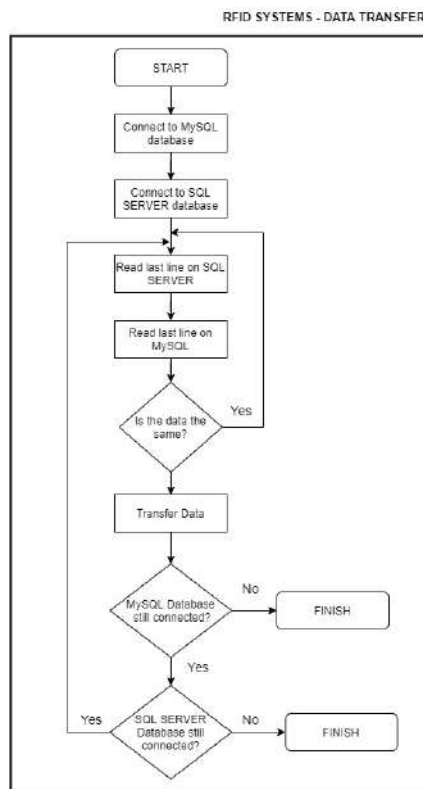 RFID SYSTEMS - DATA TRANSFER
START
Connect to MySQL
database
Connect to SQL
SERVER database
Read last line on SQL
SERVER
Read last line on
MySQL
Is the data the
same?
Yes
Transfer Data
MySQL Database
still connected?
No
FINISH
Yes
SQL SERVER
Database still
connected?
Yes
No
FINISH